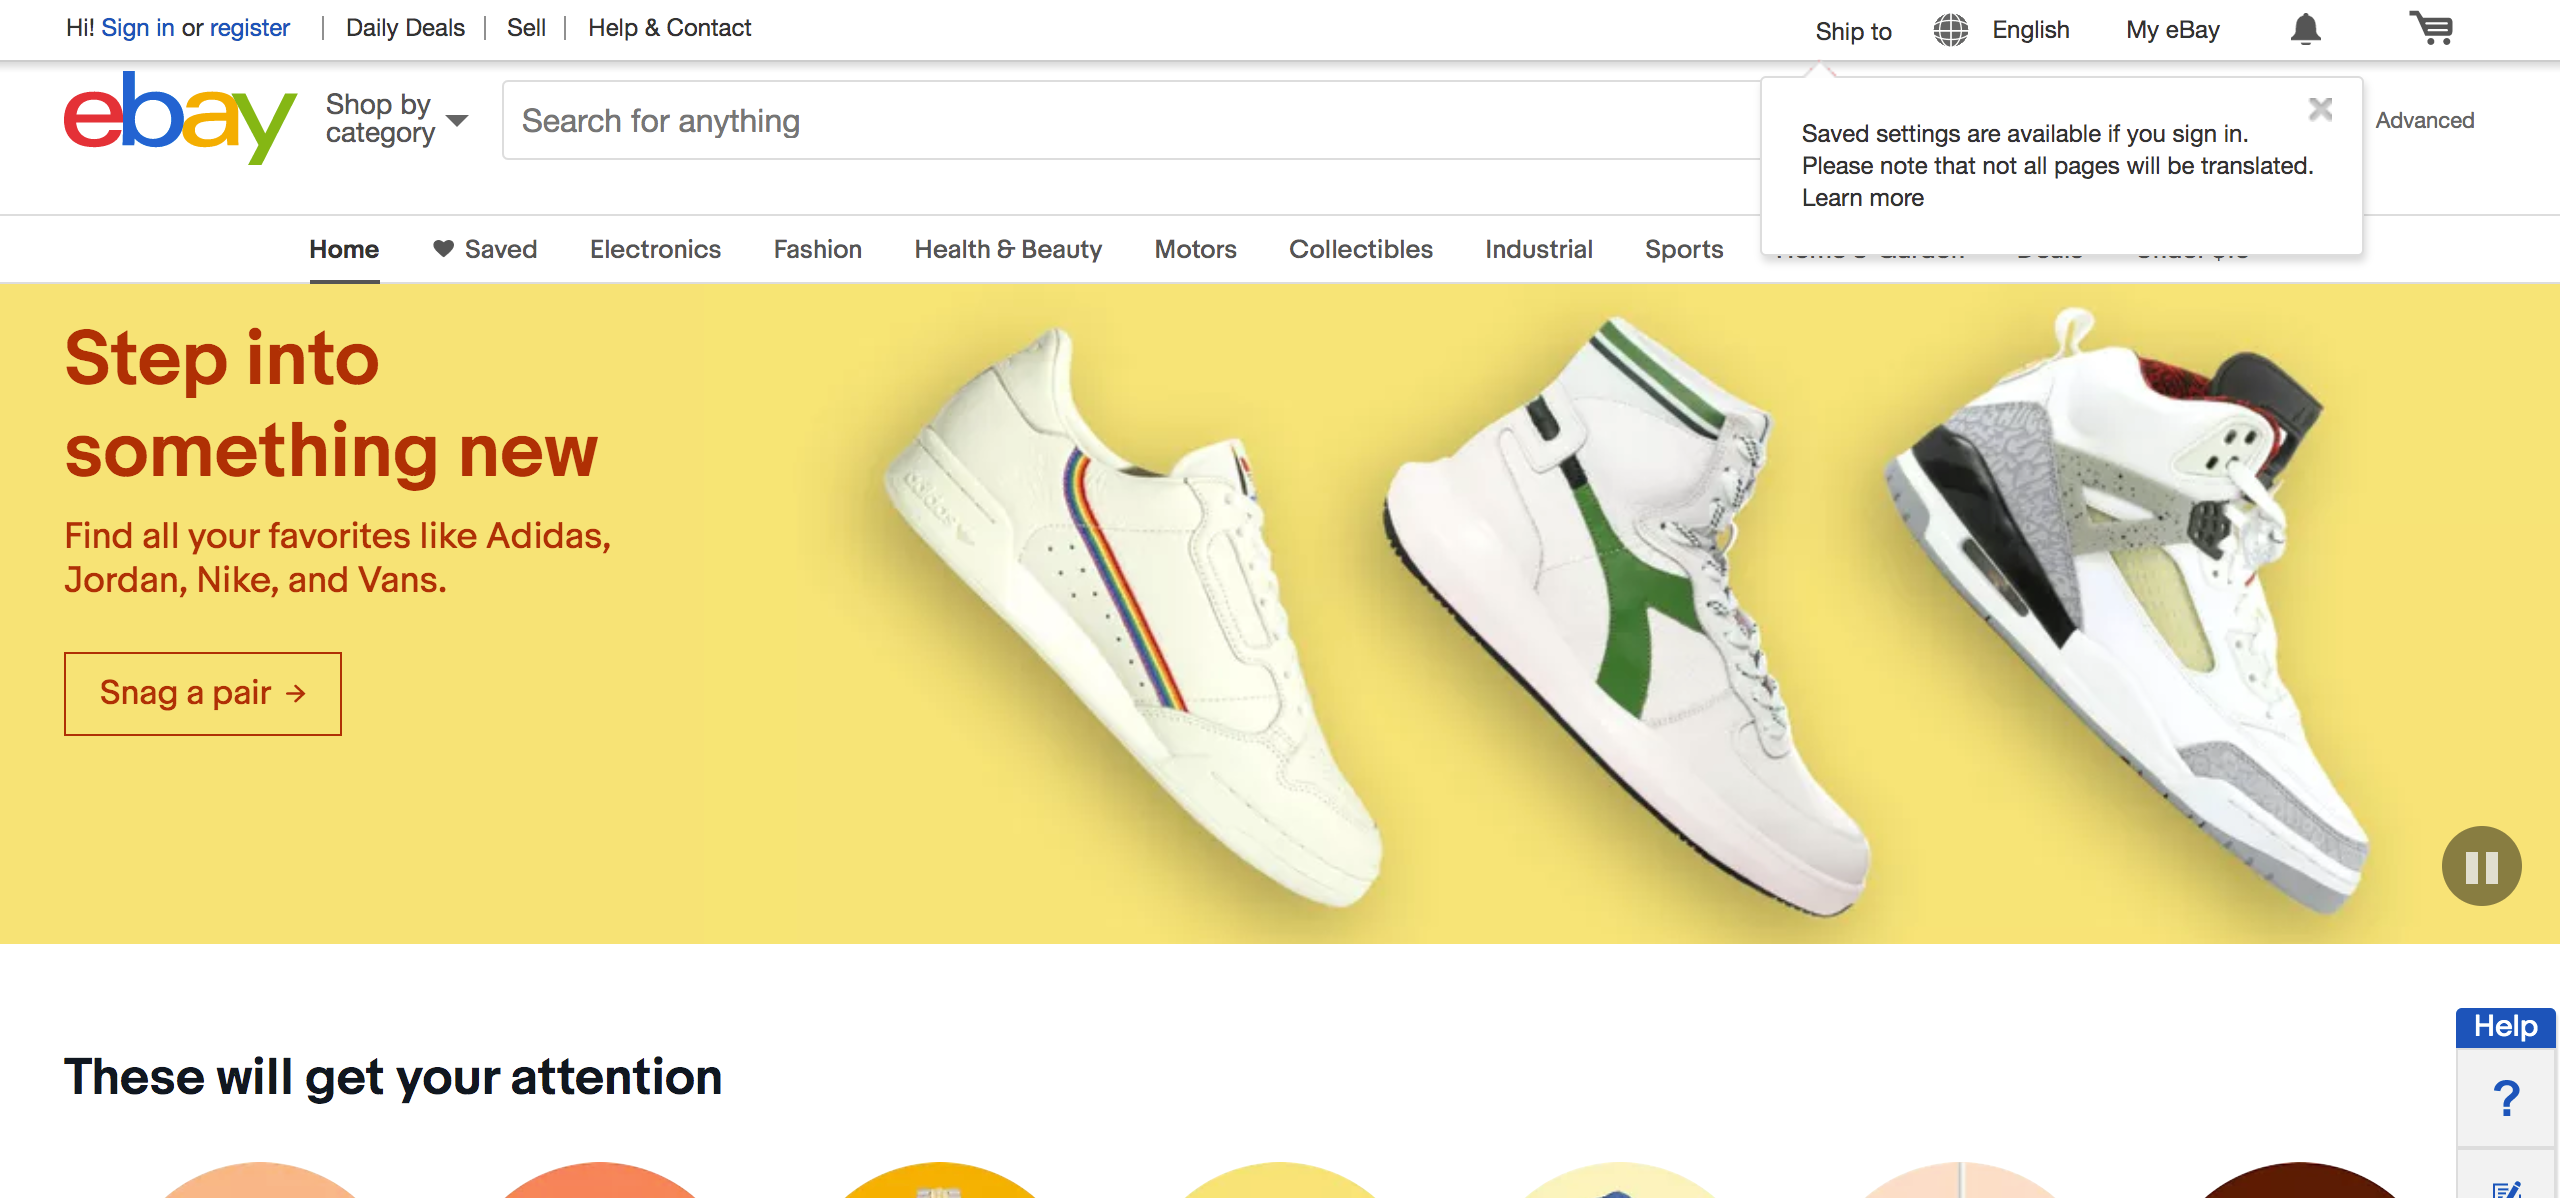 Hi! Sign in or register
Daily Deals
Sell
Help & Contact
Ship to
English
My eBay
ebay
Shop by
category
Search for anything
Advanced
Saved settings are available if you sign in.
Please note that not all pages will be translated.
Learn more
Home
Saved
Electronics
Fashion
Health & Beauty
Motors
Collectibles
Industrial
Sports
Step into
something new
Find all your favorites like Adidas,
Jordan, Nike, and Vans.
Snag a pair →
adidas
Help
?
These will get your attention